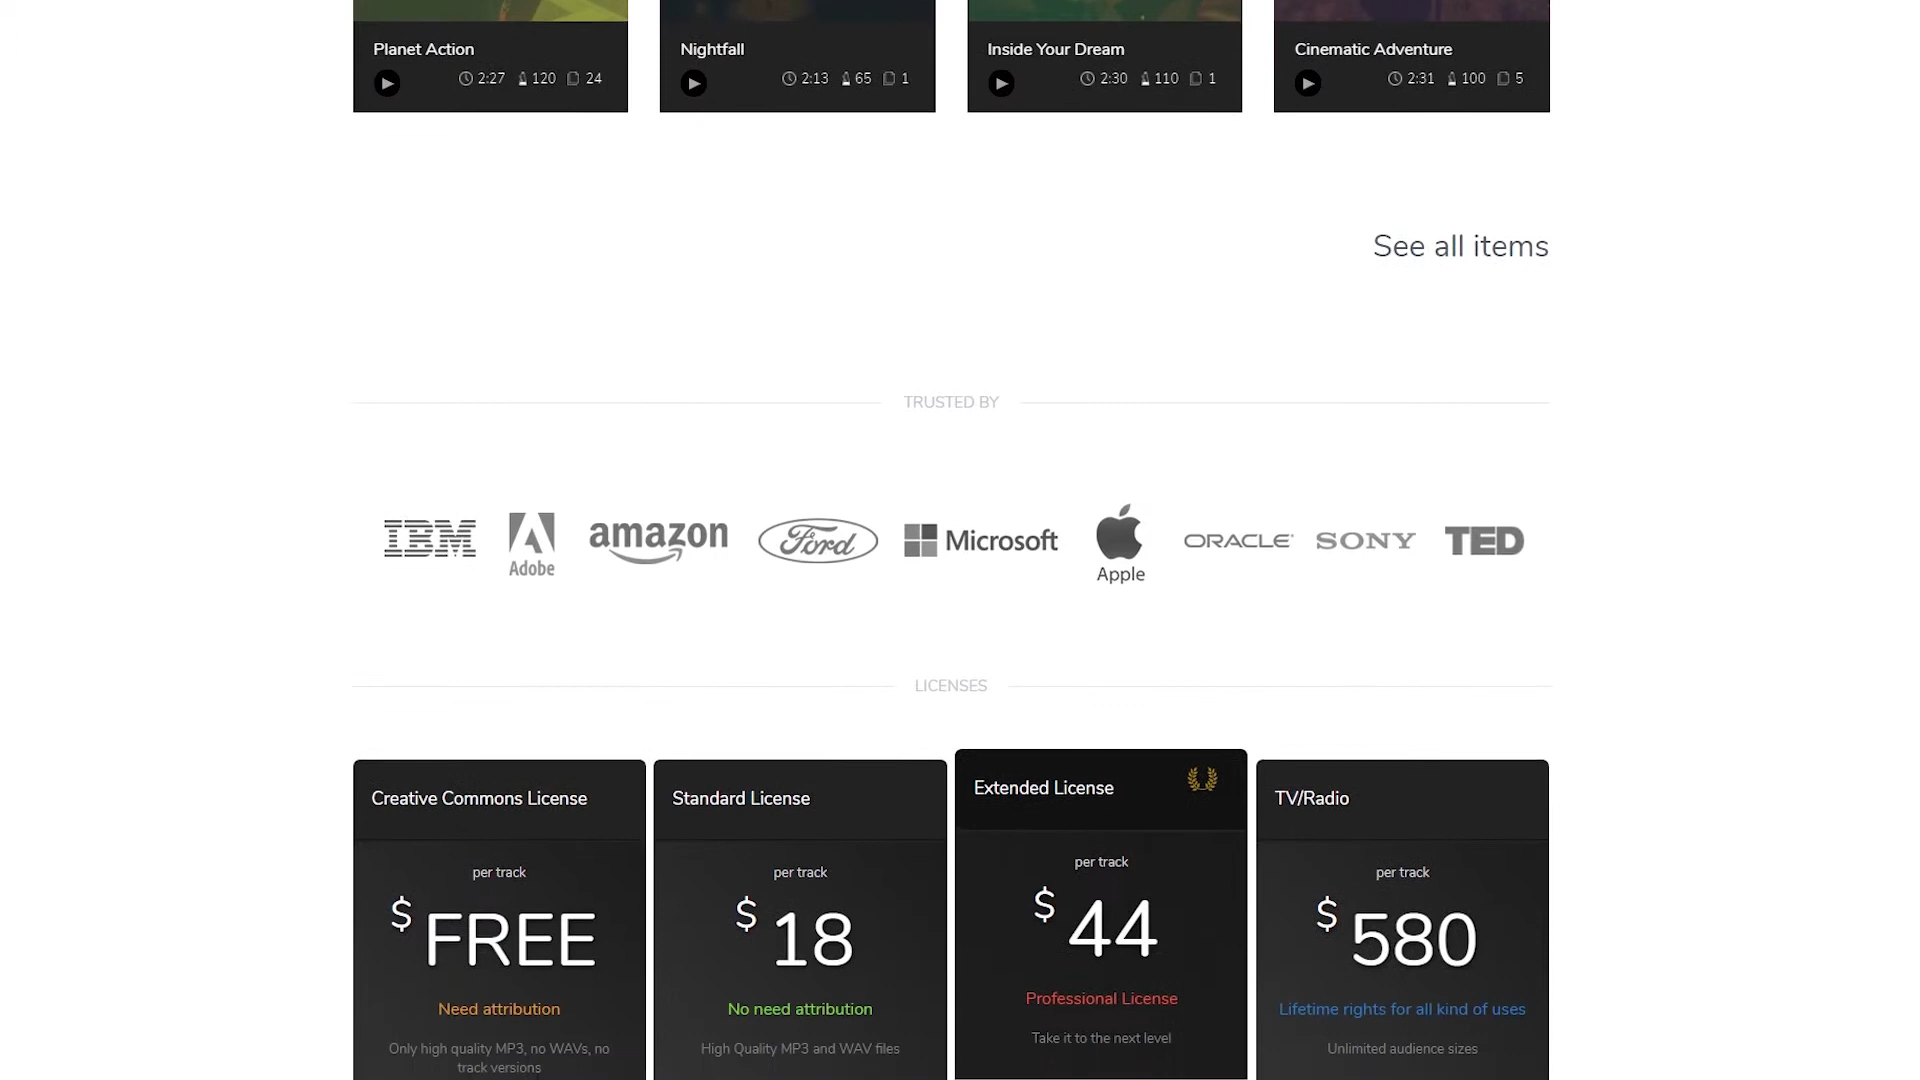 Planet Action
2:27 120 24
Nightfall
2:13 65 1
Inside Your Dream
2:30 110 1
Cinematic Adventure
2:31 100 5
See all items
TRUSTED BY
IBM
Adobe
amazon
Ford
Microsoft
Apple
ORACLE
SONY
TED
LICENSES
Creative Commons License
per track
$ FREE
Need attribution
Only high quality MP3, no WAVs, no
track versions
Standard License
per track
$ 18
No need attribution
High Quality MP3 and WAV files
Extended License
per track
$ 44
Professional License
Take it to the next level
TV/Radio
per track
$ 580
Lifetime rights for all kind of uses
Unlimited audience sizes